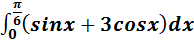 ∫₀^(π/6) (sinx + 3cosx)dx